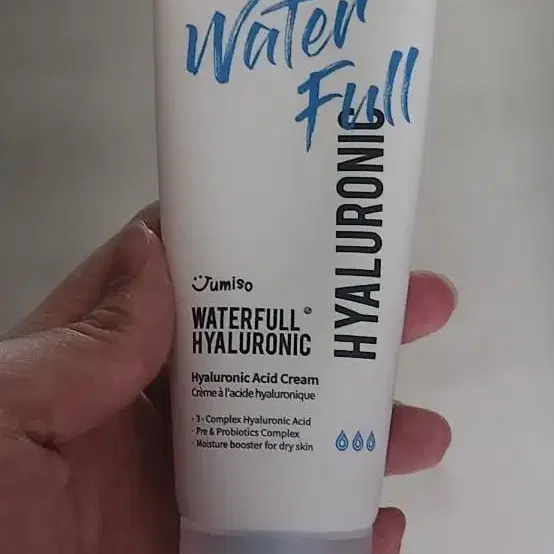 Water
Full
HYALURONIC
Jumiso
WATERFULL
HYALURONIC
Hyaluronic Acid Cream
Crème à l'acide hyaluronique
· 3-Complex Hyaluronic Acid
· Pre & Probiotics Complex
· Moisture booster for dry skin